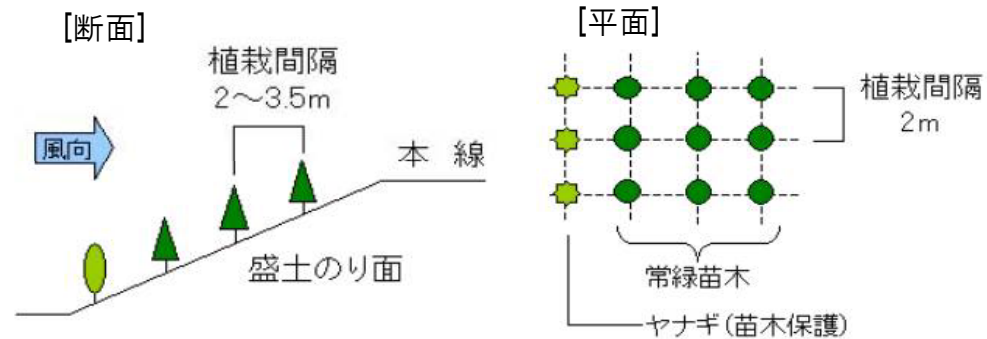 [断面]
植栽間隔
2～3.5m
風向
本 線
盛土のり面
[平面]
植栽間隔
2m
常緑苗木
ヤナギ(苗木保護)